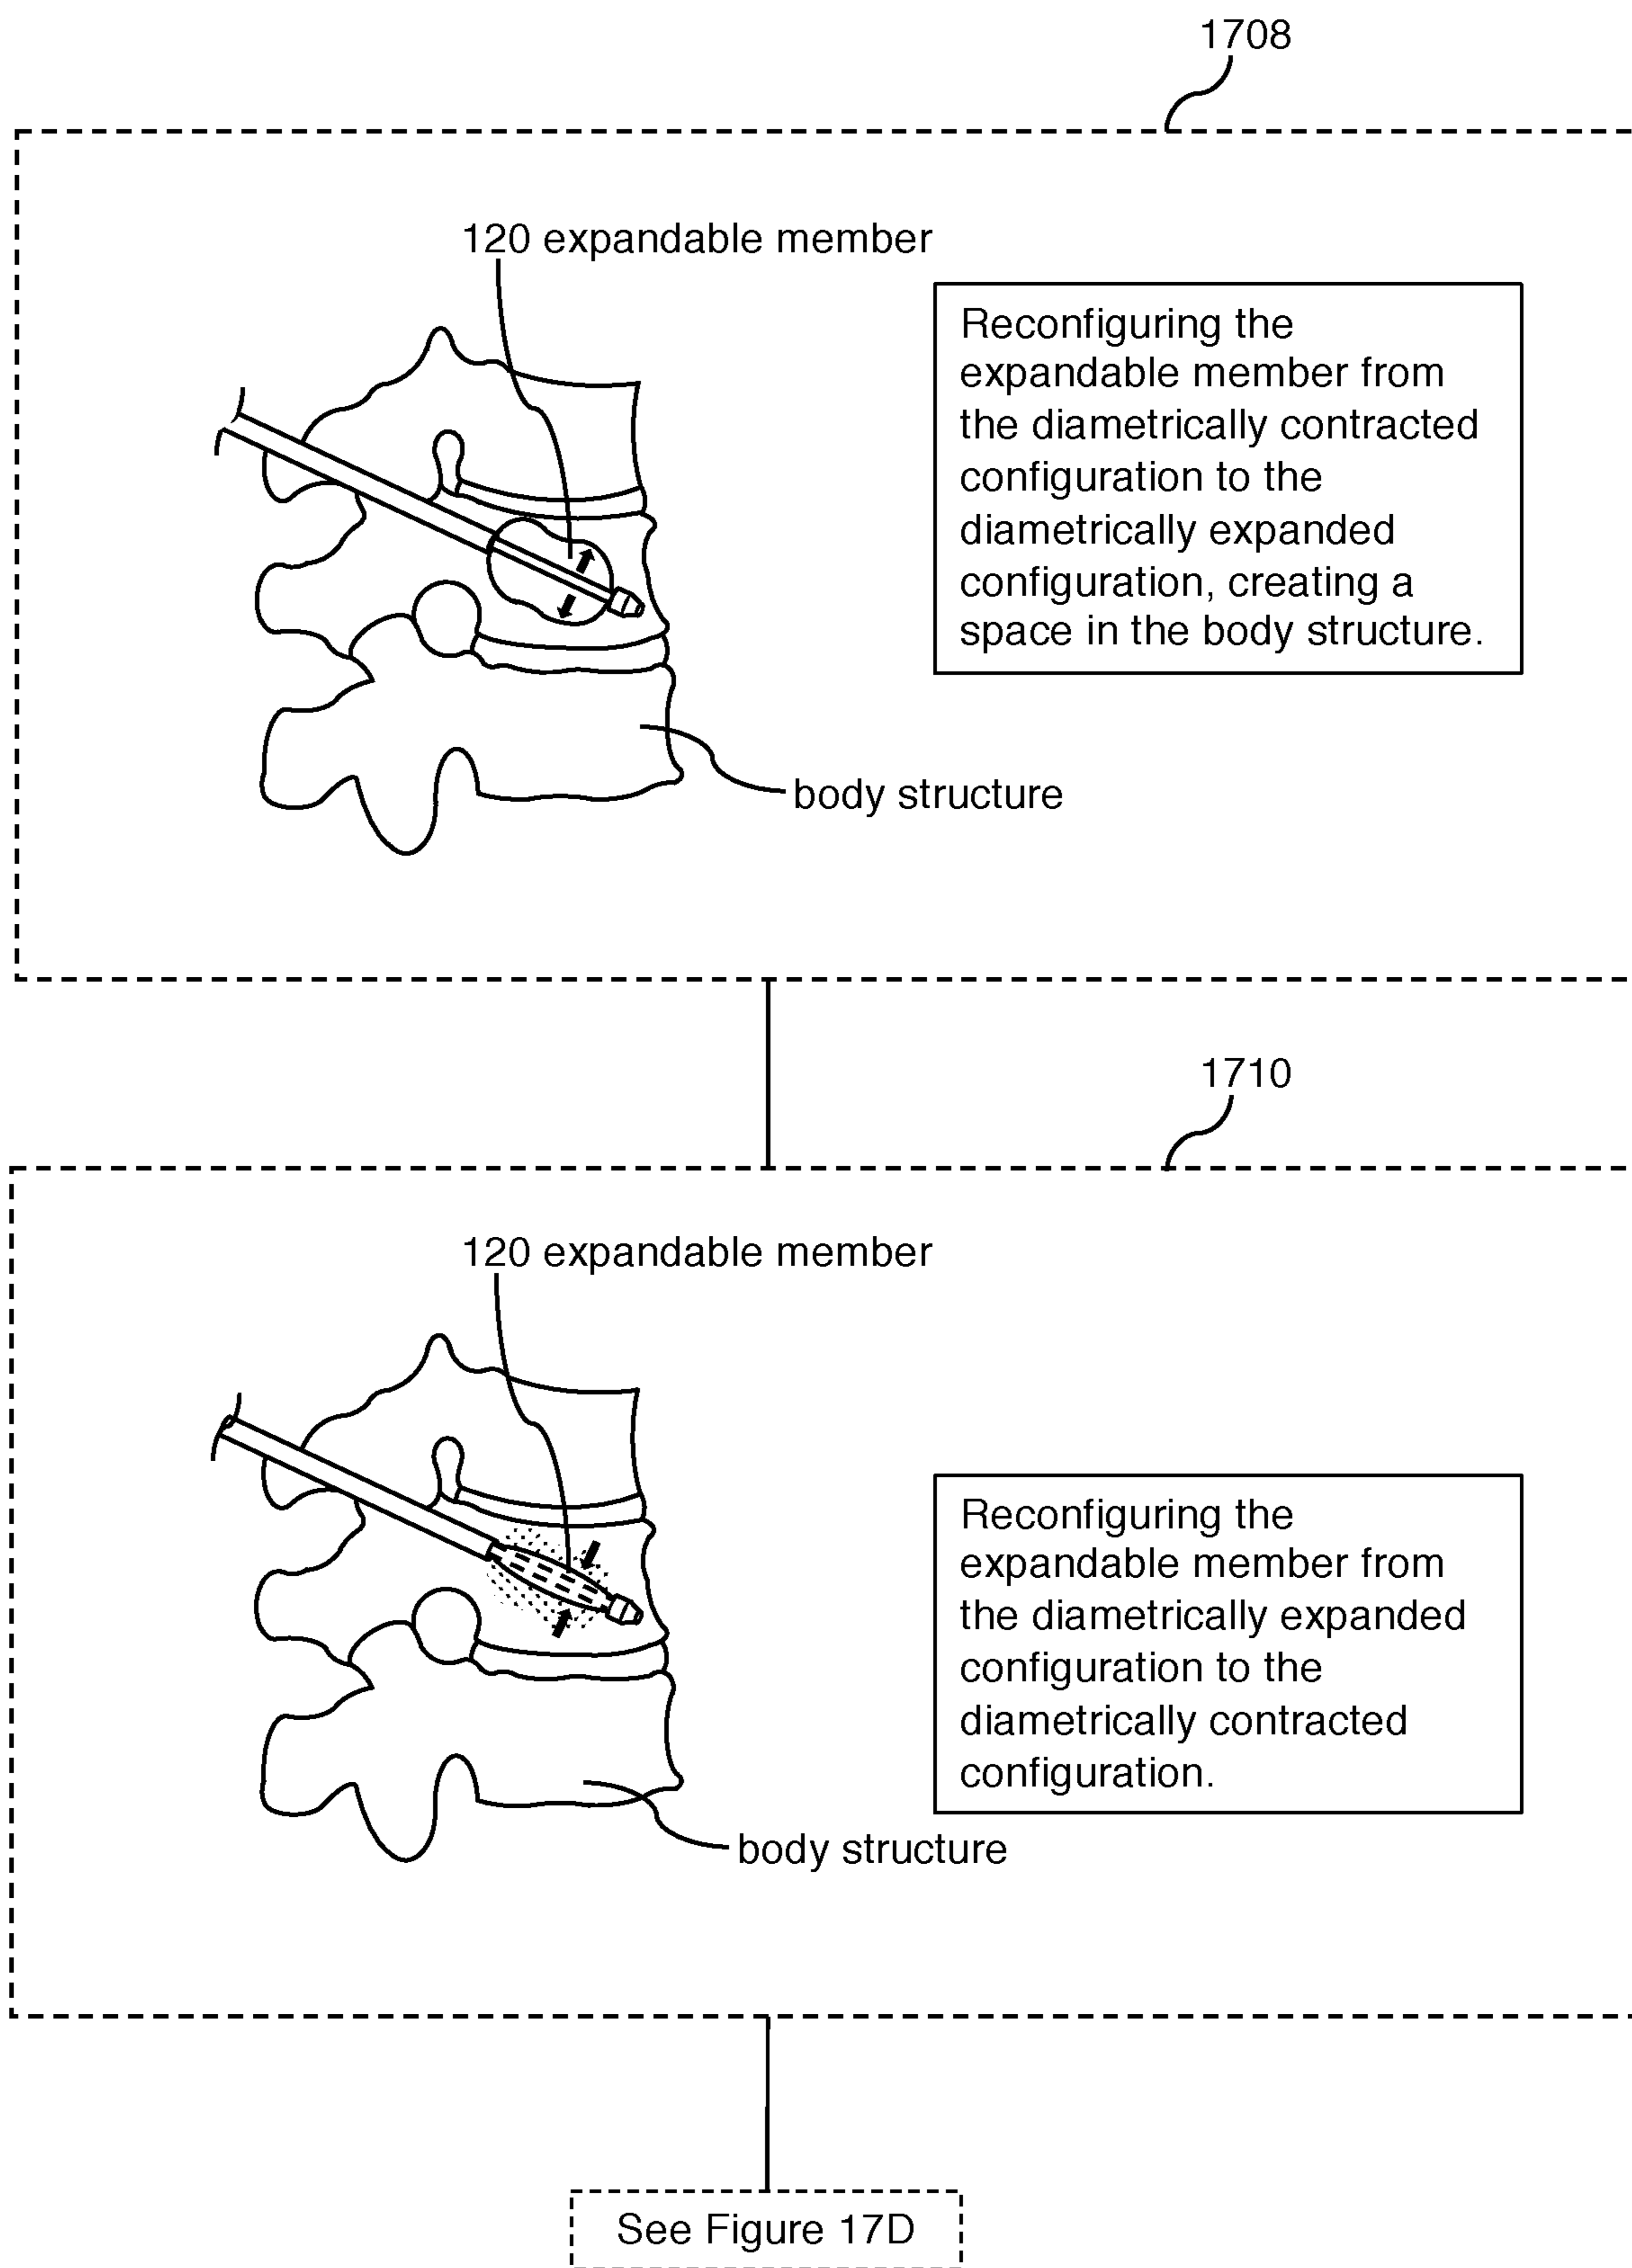 1708
120 expandable member
Reconfiguring the
expandable member from
the diametrically contracted
configuration to the
diametrically expanded
configuration, creating a
space in the body structure.
body structure
1710
120 expandable member
Reconfiguring the
expandable member from
the diametrically expanded
configuration to the
diametrically contracted
configuration.
body structure
See Figure 17D